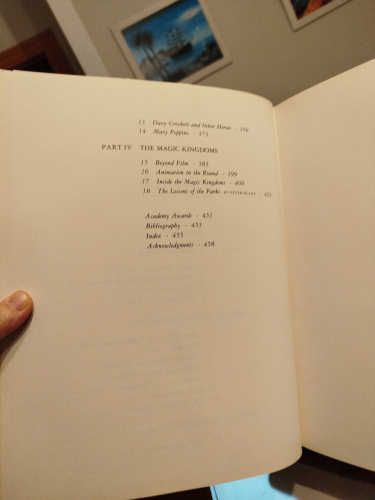 13 Davy Crockett and Other Heroes · 359
14 Mary Poppins · 373
PART IV THE MAGIC KINGDOMS
15 Beyond Film · 383
16 Animation in the Round · 399
17 Inside the Magic Kingdoms · 409
18 The Lessons of the Parks BY PETER BLAKE · 425
Academy Awards · 451
Bibliography · 453
Index · 455
Acknowledgments · 458